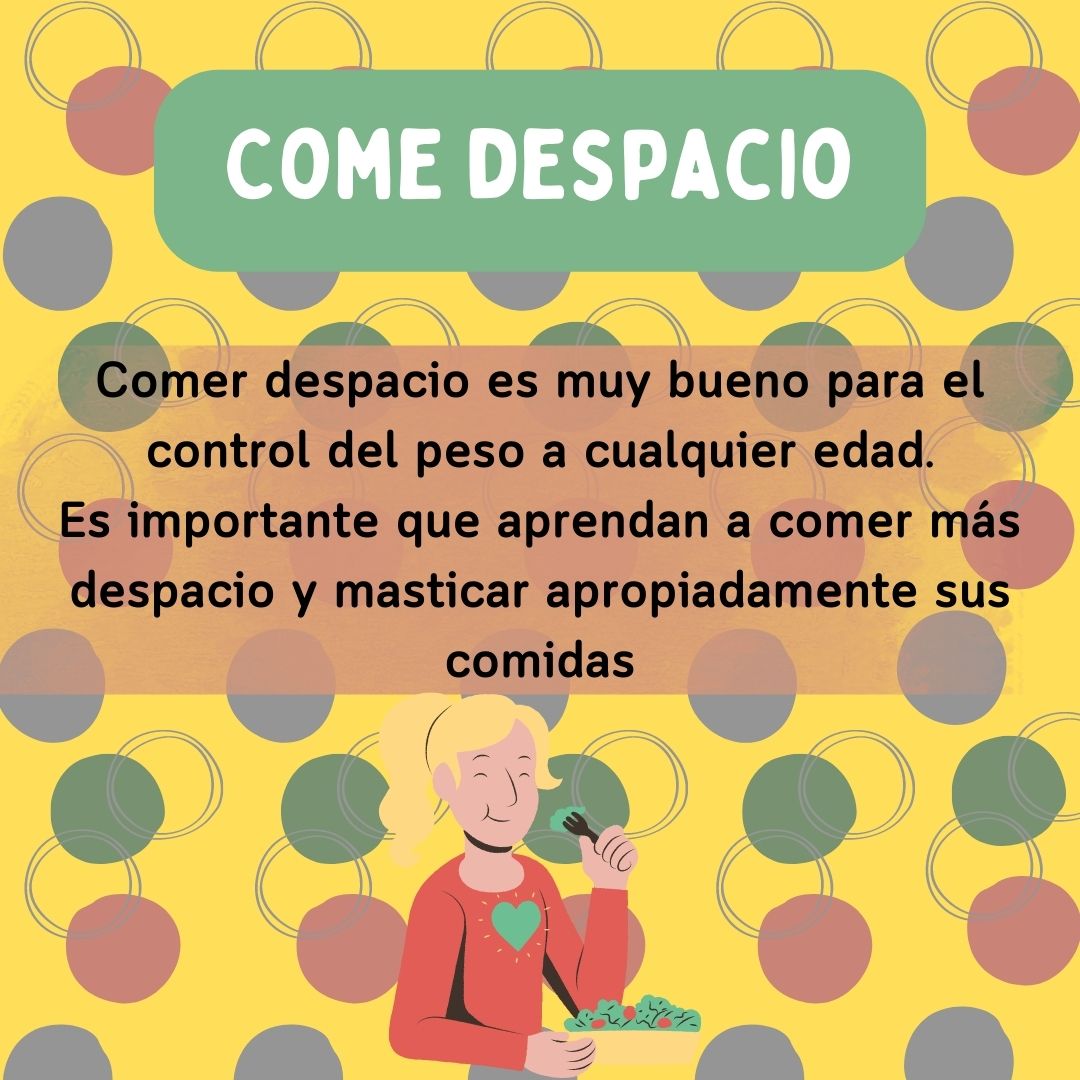 COME DESPACIO
Comer despacio es muy bueno para el
control del peso a cualquier edad.
Es importante que aprendan a comer más
despacio y masticar apropiadamente sus
comidas